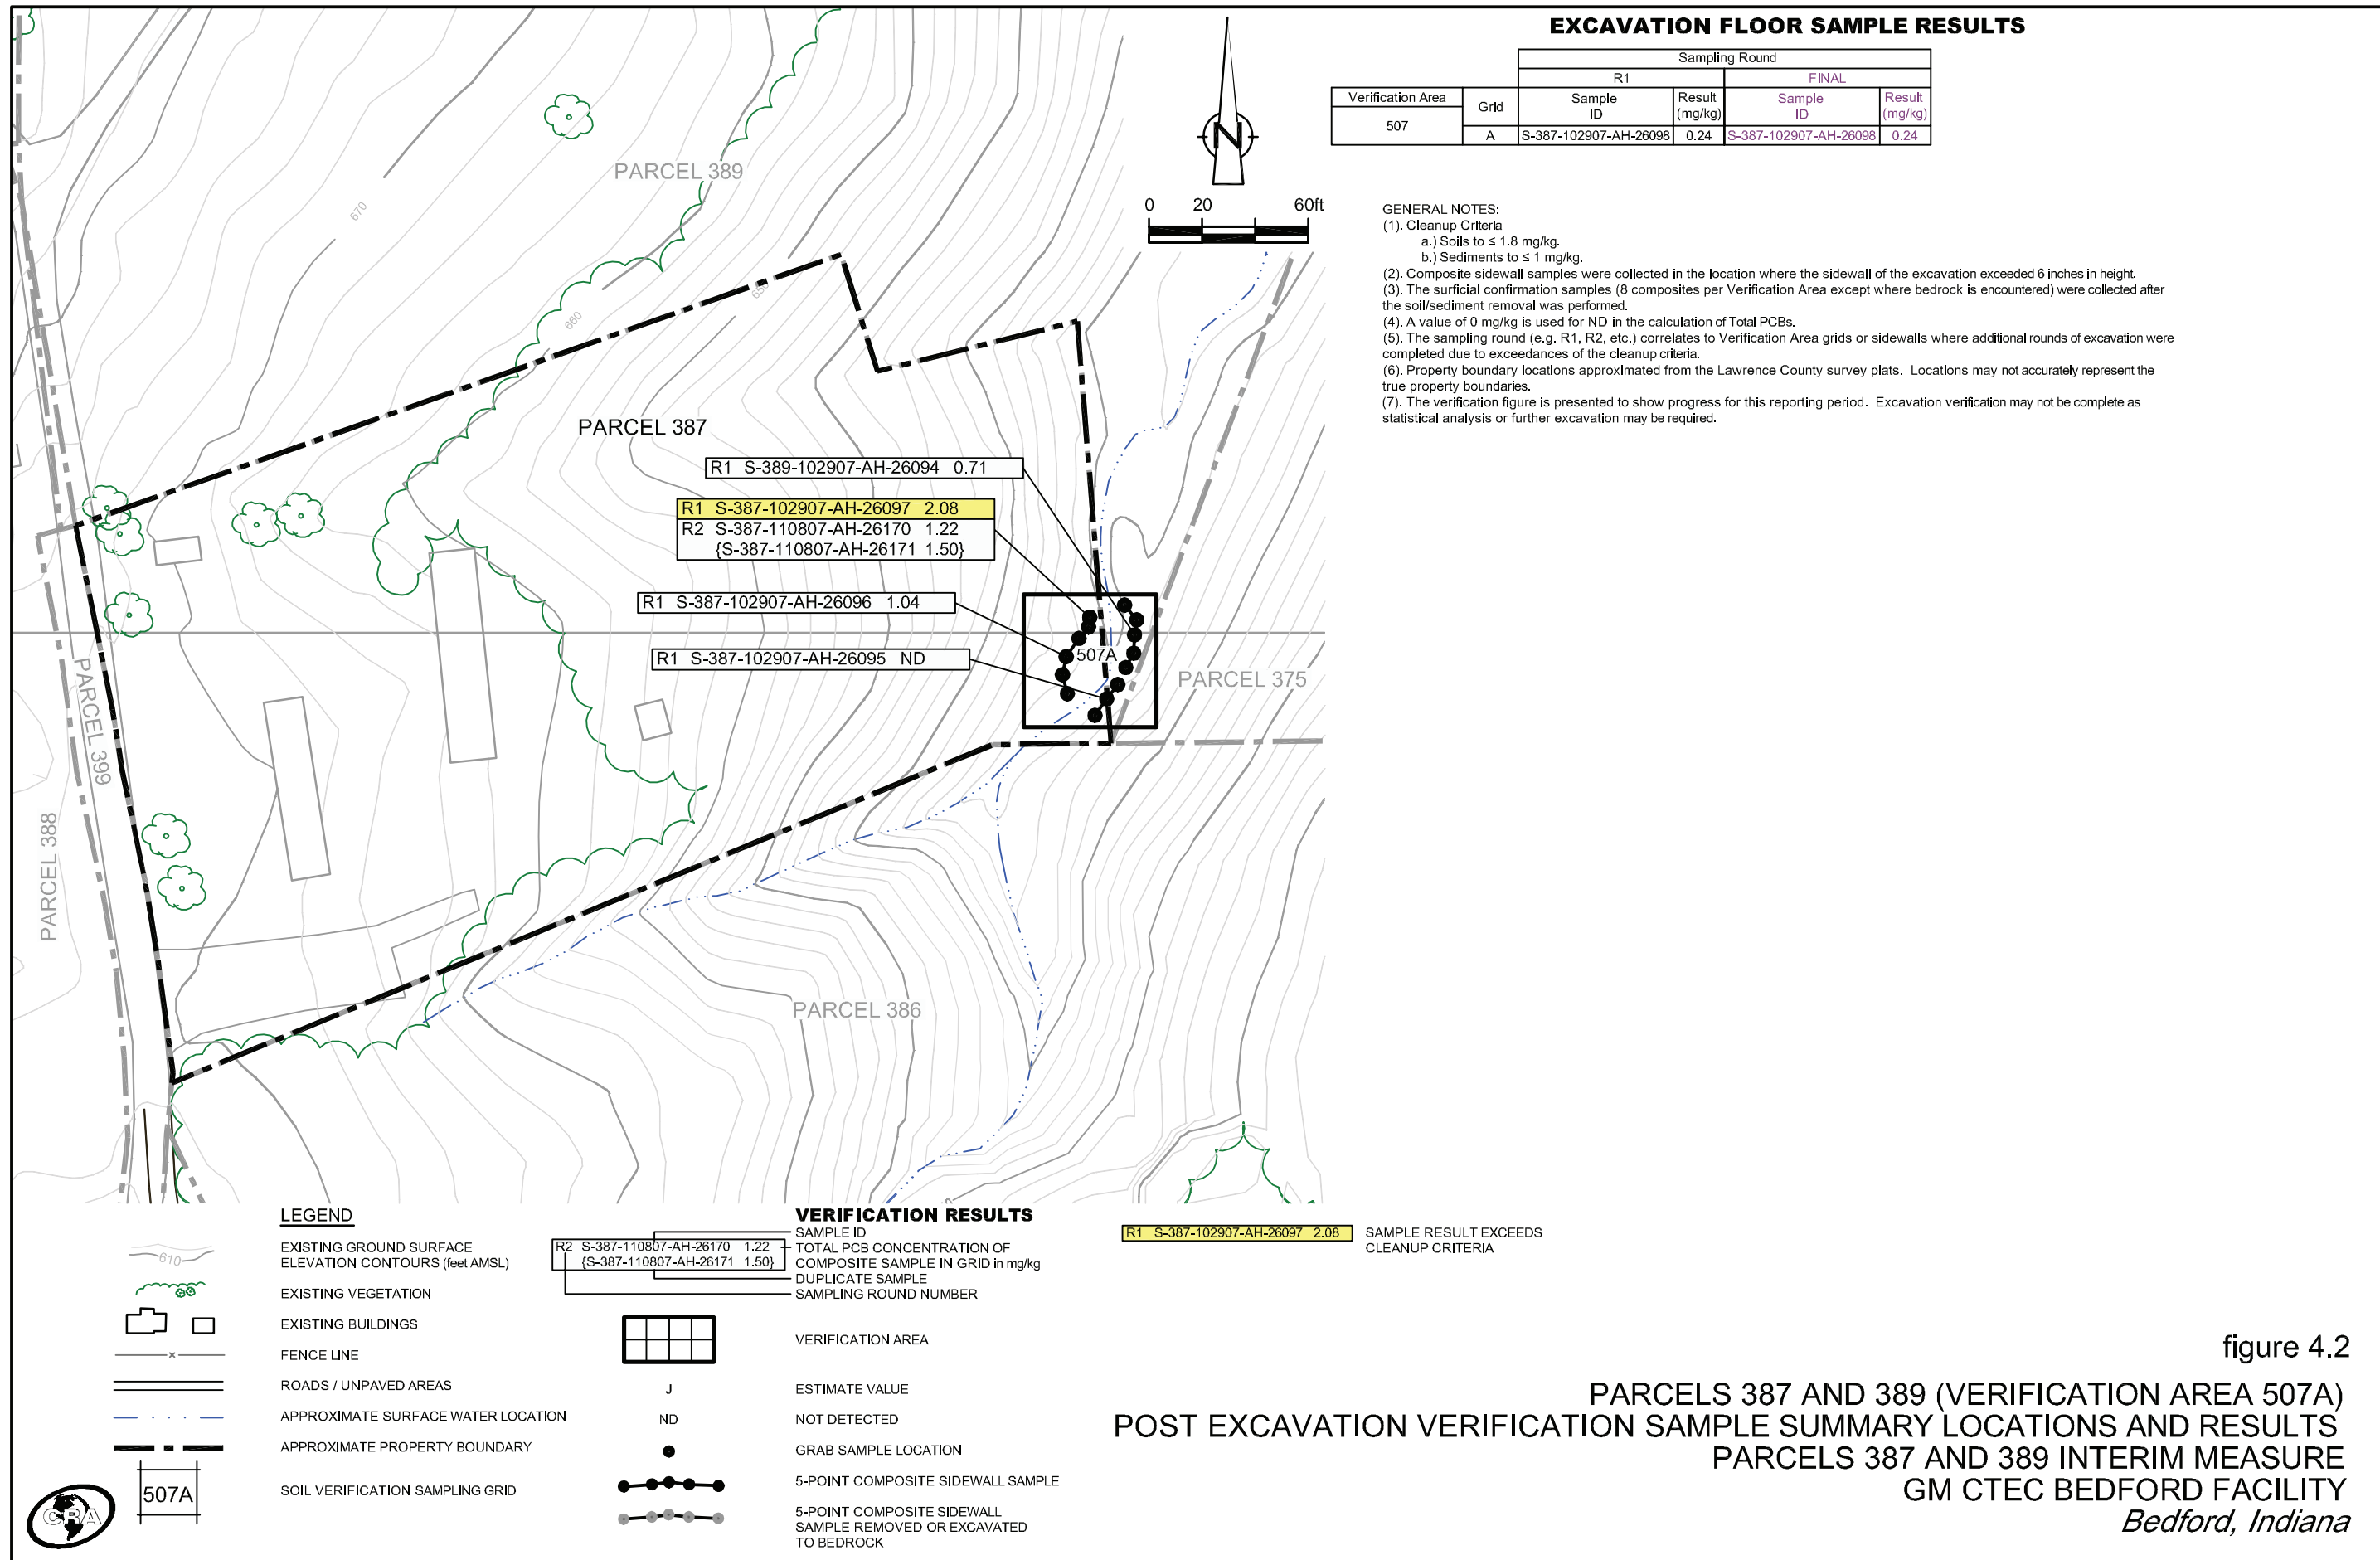 EXCAVATION FLOOR SAMPLE RESULTS
Sampling Round
R1 FINAL
Verification Area Grid Sample ID Result (mg/kg) Sample ID Result (mg/kg)
507 A S-387-102907-AH-26098 0.24 S-387-102907-AH-26098 0.24
N
0 20 60ft
GENERAL NOTES:
(1). Cleanup Criteria
a.) Soils to ≤ 1.8 mg/kg.
b.) Sediments to ≤ 1 mg/kg.
(2). Composite sidewall samples were collected in the location where the sidewall of the excavation exceeded 6 inches in height.
(3). The surficial confirmation samples (8 composites per Verification Area except where bedrock is encountered) were collected after
the soil/sediment removal was performed.
(4). A value of 0 mg/kg is used for ND in the calculation of Total PCBs.
(5). The sampling round (e.g. R1, R2, etc.) correlates to Verification Area grids or sidewalls where additional rounds of excavation were
completed due to exceedances of the cleanup criteria.
(6). Property boundary locations approximated from the Lawrence County survey plats. Locations may not accurately represent the
true property boundaries.
(7). The verification figure is presented to show progress for this reporting period. Excavation verification may not be complete as
statistical analysis or further excavation may be required.
PARCEL 389
670
660
PARCEL 387
R1 S-389-102907-AH-26094 0.71
R1 S-387-102907-AH-26097 2.08
R2 S-387-110807-AH-26170 1.22
{S-387-110807-AH-26171 1.50}
R1 S-387-102907-AH-26096 1.04
R1 S-387-102907-AH-26095 ND
507A
PARCEL 375
PARCEL 399
PARCEL 388
PARCEL 386
LEGEND
610
EXISTING GROUND SURFACE
ELEVATION CONTOURS (feet AMSL)
EXISTING VEGETATION
EXISTING BUILDINGS
x
FENCE LINE
ROADS / UNPAVED AREAS
APPROXIMATE SURFACE WATER LOCATION
APPROXIMATE PROPERTY BOUNDARY
507A
SOIL VERIFICATION SAMPLING GRID
CRA
VERIFICATION RESULTS
R2 S-387-110807-AH-26170 1.22
{S-387-110807-AH-26171 1.50}
SAMPLE ID
TOTAL PCB CONCENTRATION OF
COMPOSITE SAMPLE IN GRID in mg/kg
DUPLICATE SAMPLE
SAMPLING ROUND NUMBER
VERIFICATION AREA
J ESTIMATE VALUE
ND NOT DETECTED
GRAB SAMPLE LOCATION
5-POINT COMPOSITE SIDEWALL SAMPLE
5-POINT COMPOSITE SIDEWALL
SAMPLE REMOVED OR EXCAVATED
TO BEDROCK
R1 S-387-102907-AH-26097 2.08
SAMPLE RESULT EXCEEDS
CLEANUP CRITERIA
figure 4.2
PARCELS 387 AND 389 (VERIFICATION AREA 507A)
POST EXCAVATION VERIFICATION SAMPLE SUMMARY LOCATIONS AND RESULTS
PARCELS 387 AND 389 INTERIM MEASURE
GM CTEC BEDFORD FACILITY
Bedford, Indiana